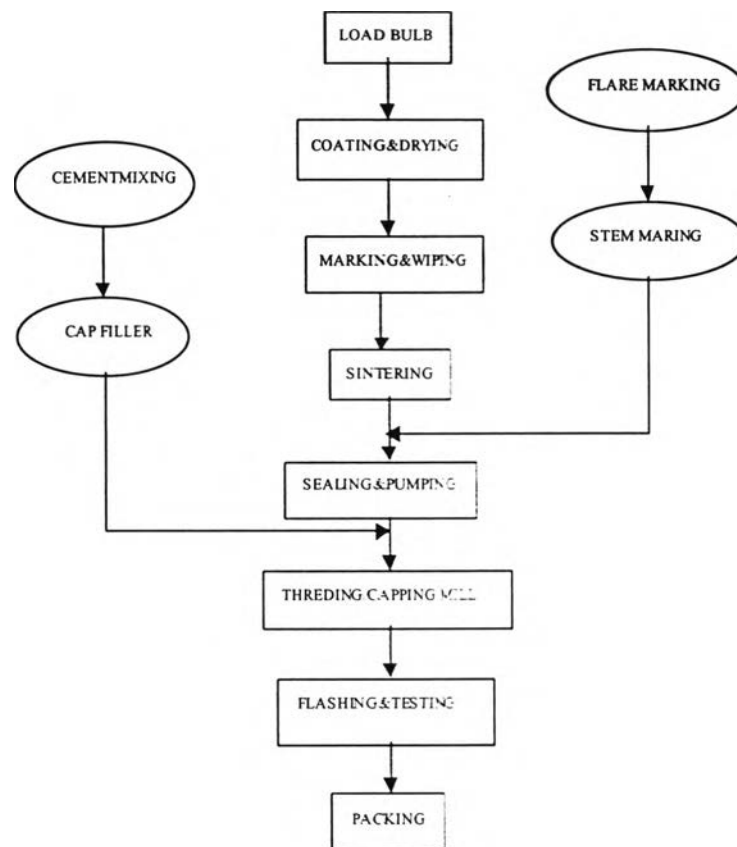 LOAD BULB
FLARE MARKING
COATING&DRYING
CEMENTMIXING
STEM MARING
MARKING&WIPING
CAP FILLER
SINTERING
SEALING&PUMPING
THREDING CAPPING MILL
FLASHING&TESTING
PACKING